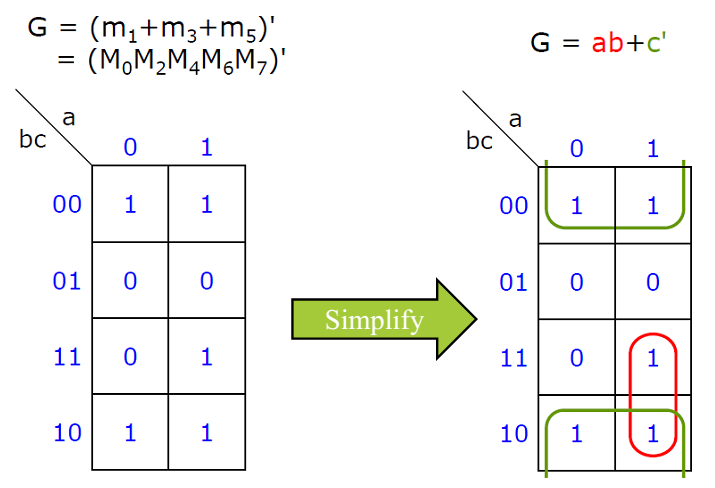 G = (m₁+m₃+m₅)'
= (M₀M₂M₄M₆M₇)'
G = ab+c'
a
bc
0 1
00 1 1
01 0 0
11 0 1
10 1 1
Simplify
a
bc
0 1
00 1 1
01 0 0
11 0 1
10 1 1